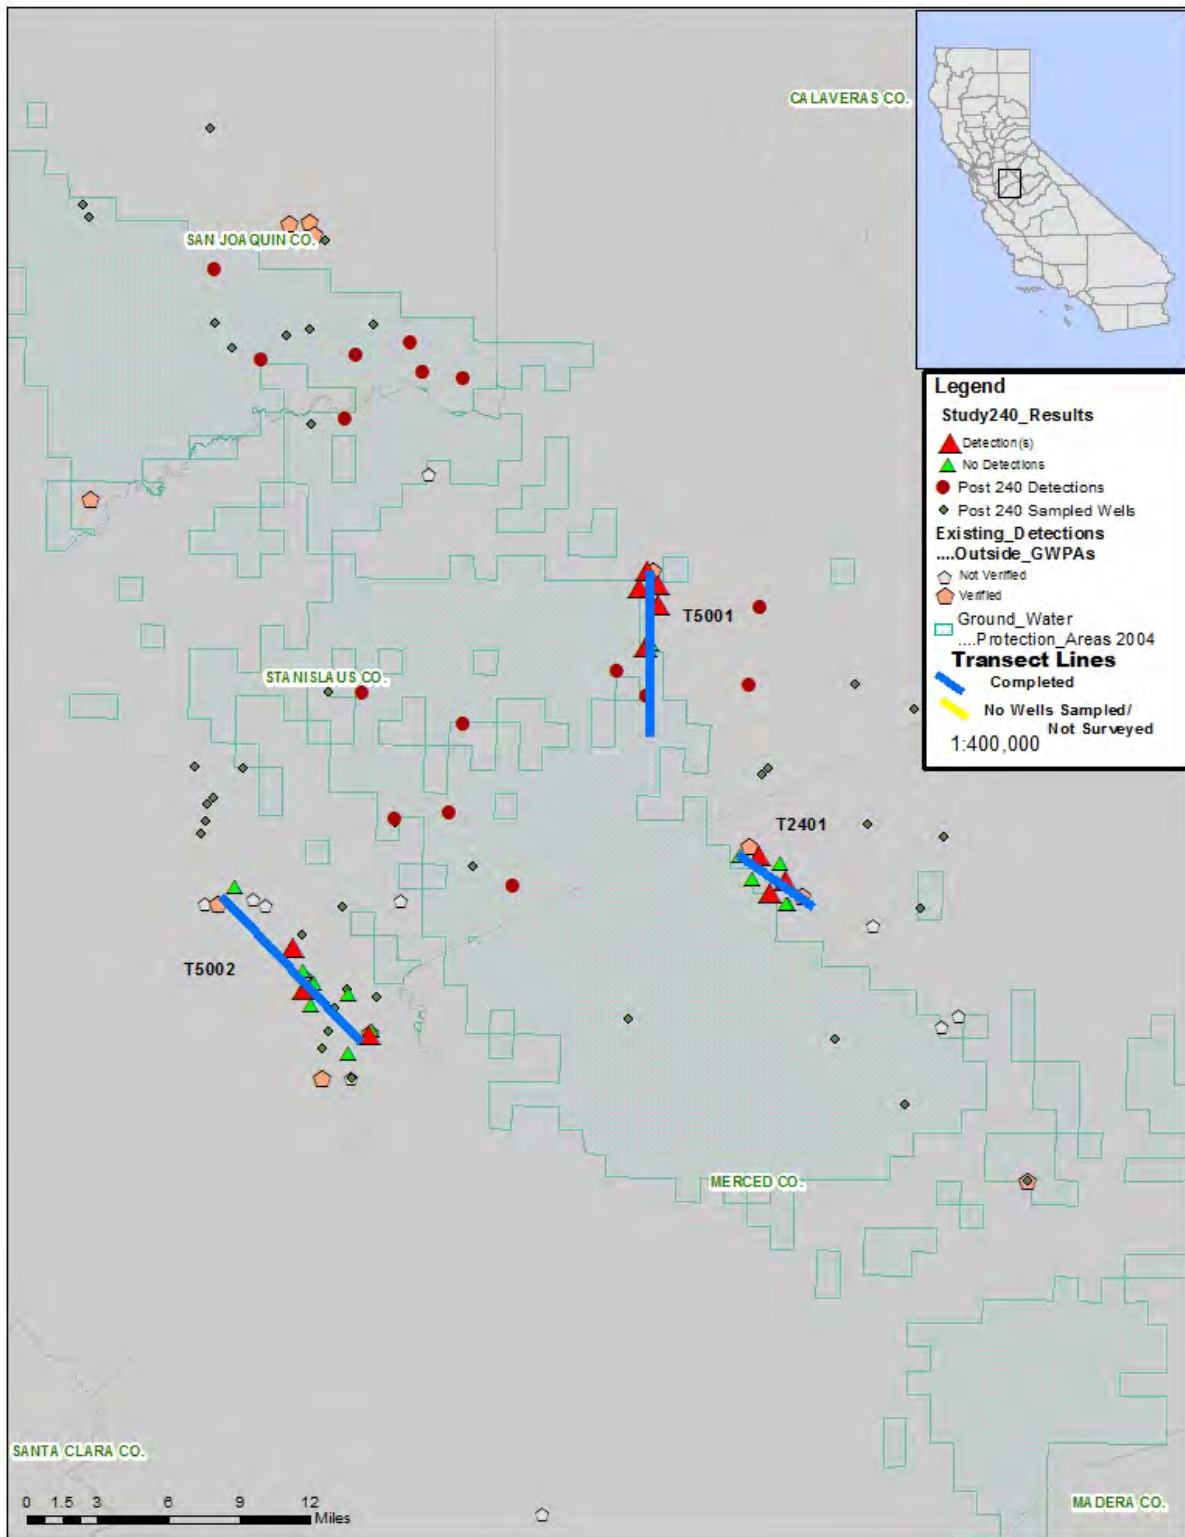 CALAVERAS CO.
SAN JOAQUIN CO.
Legend
Study240_Results
Detection(s)
No Detections
Post 240 Detections
Post 240 Sampled Wells
Existing_Detections
....Outside_GWPAs
Not Verified
Verified
Ground_Water
....Protection_Areas 2004
Transect Lines
Completed
No Wells Sampled/
Not Surveyed
1:400,000
T5001
STANISLAUS CO.
T2401
T5002
MERCED CO.
SANTA CLARA CO.
MADERA CO.
0 1.5 3 6 9 12
Miles